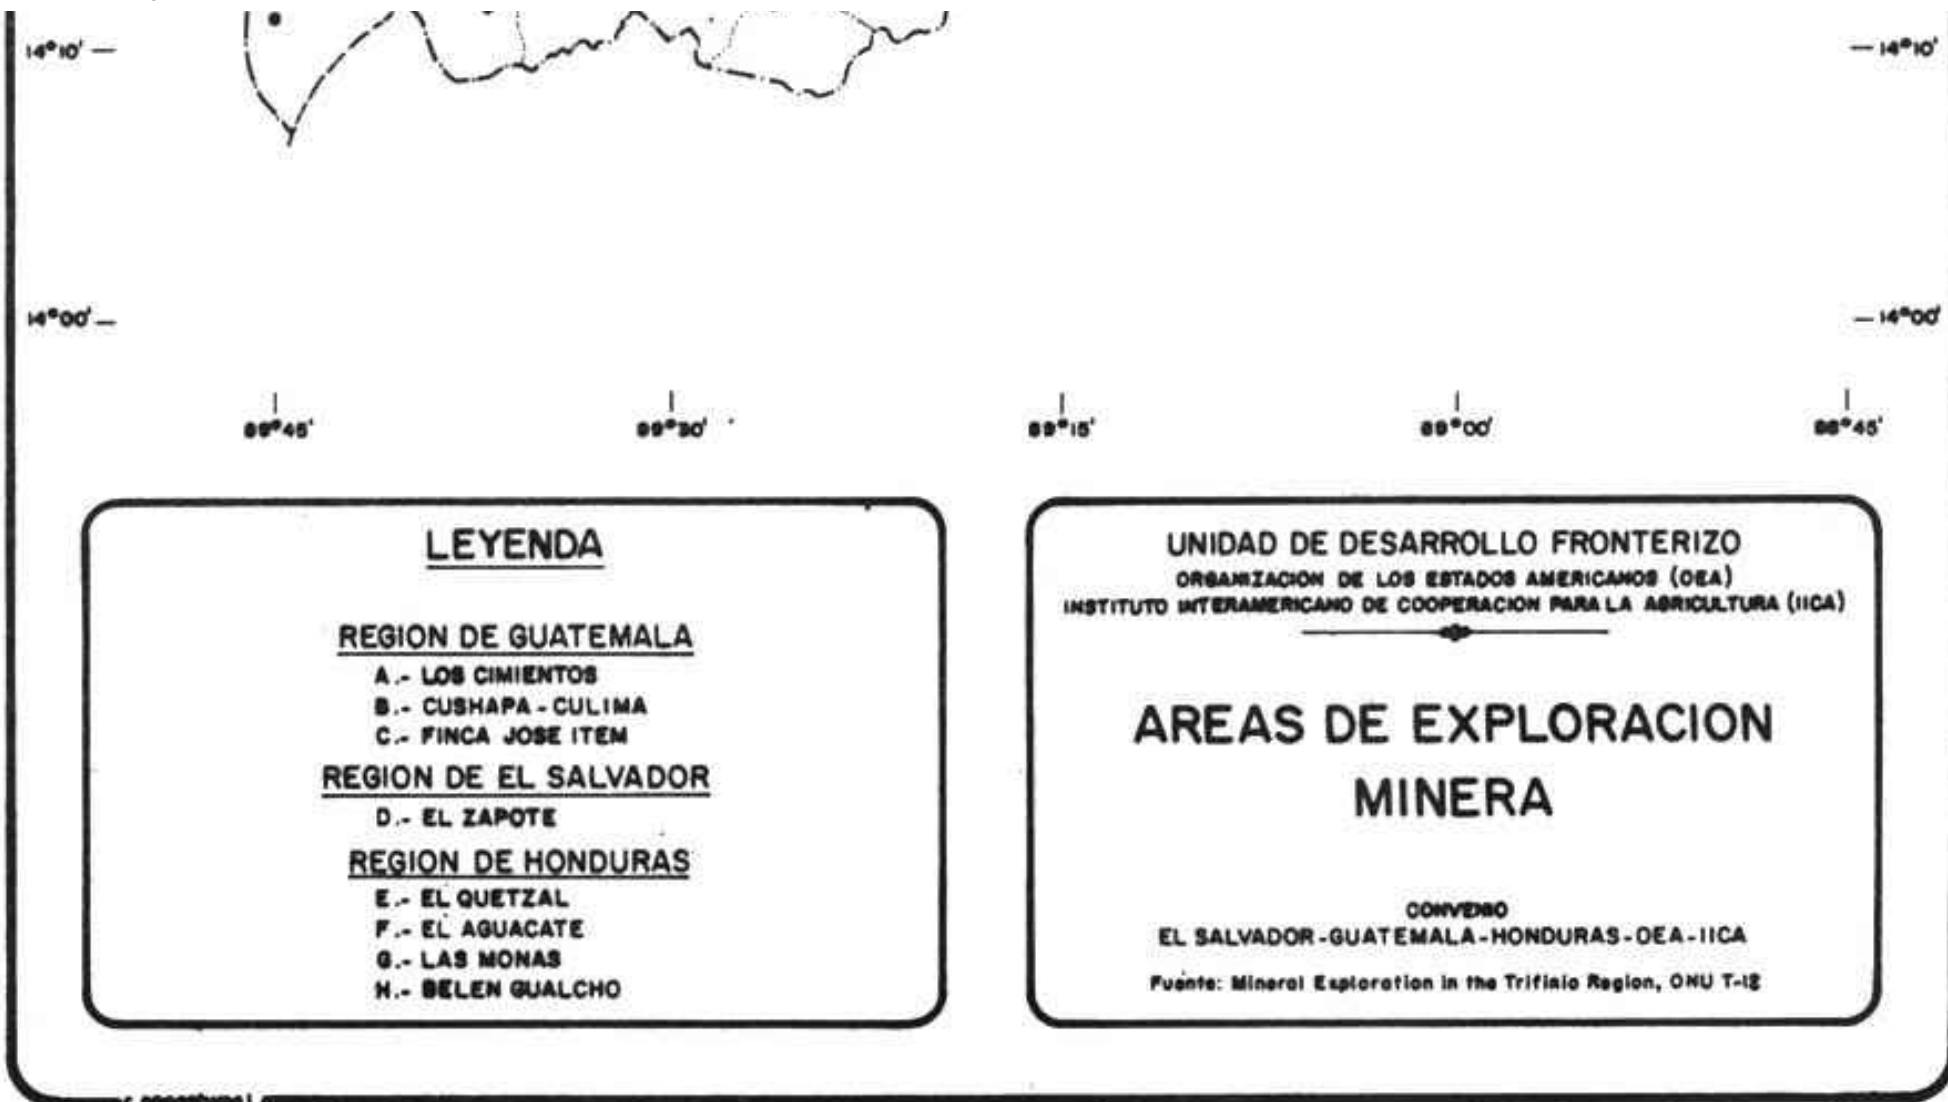 14°10' 14°10'
14°00' 14°00'
89°45' 89°30' 89°15' 89°00' 88°45'
LEYENDA
REGION DE GUATEMALA
A.- LOS CIMIENTOS
B.- CUSHAPA - CULIMA
C.- FINCA JOSE ITEM
REGION DE EL SALVADOR
D.- EL ZAPOTE
REGION DE HONDURAS
E.- EL QUETZAL
F.- EL AGUACATE
G.- LAS MONAS
H.- BELEN GUALCHO
UNIDAD DE DESARROLLO FRONTERIZO
ORGANIZACION DE LOS ESTADOS AMERICANOS (OEA)
INSTITUTO INTERAMERICANO DE COOPERACION PARA LA AGRICULTURA (IICA)
AREAS DE EXPLORACION
MINERA
CONVENIO
EL SALVADOR-GUATEMALA-HONDURAS-OEA-IICA
Fuente: Mineral Exploration in the Trifinio Region, ONU T-12